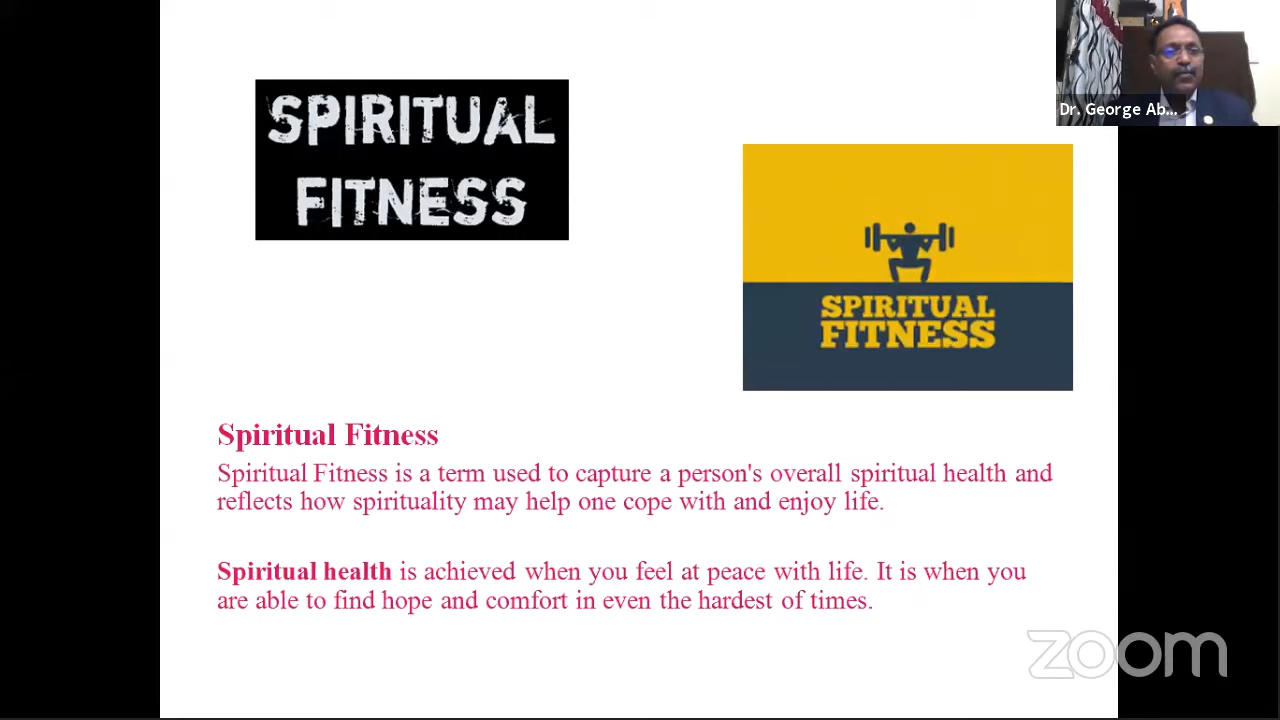 SPIRITUAL
FITNESS
Dr. George Ab...
SPIRITUAL
FITNESS
Spiritual Fitness
Spiritual Fitness is a term used to capture a person's overall spiritual health and
reflects how spirituality may help one cope with and enjoy life.
Spiritual health is achieved when you feel at peace with life. It is when you
are able to find hope and comfort in even the hardest of times.
zoom